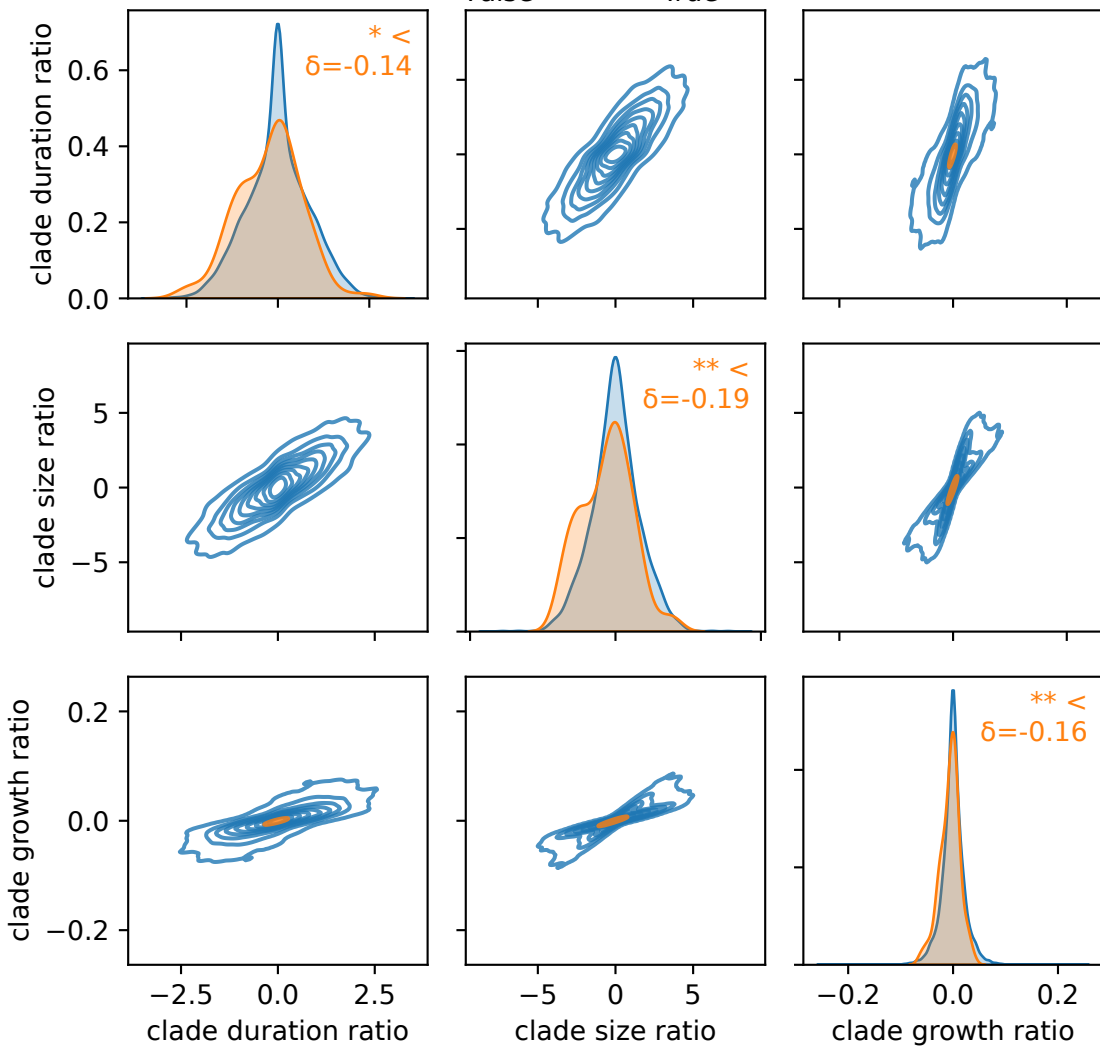 clade duration ratio
0.6
0.4
0.2
0.0
* <
δ=-0.14
clade size ratio
5
0
−5
** <
δ=-0.19
clade growth ratio
0.2
0.0
−0.2
** <
δ=-0.16
−2.5 0.0 2.5
clade duration ratio
−5 0 5
clade size ratio
−0.2 0.0 0.2
clade growth ratio